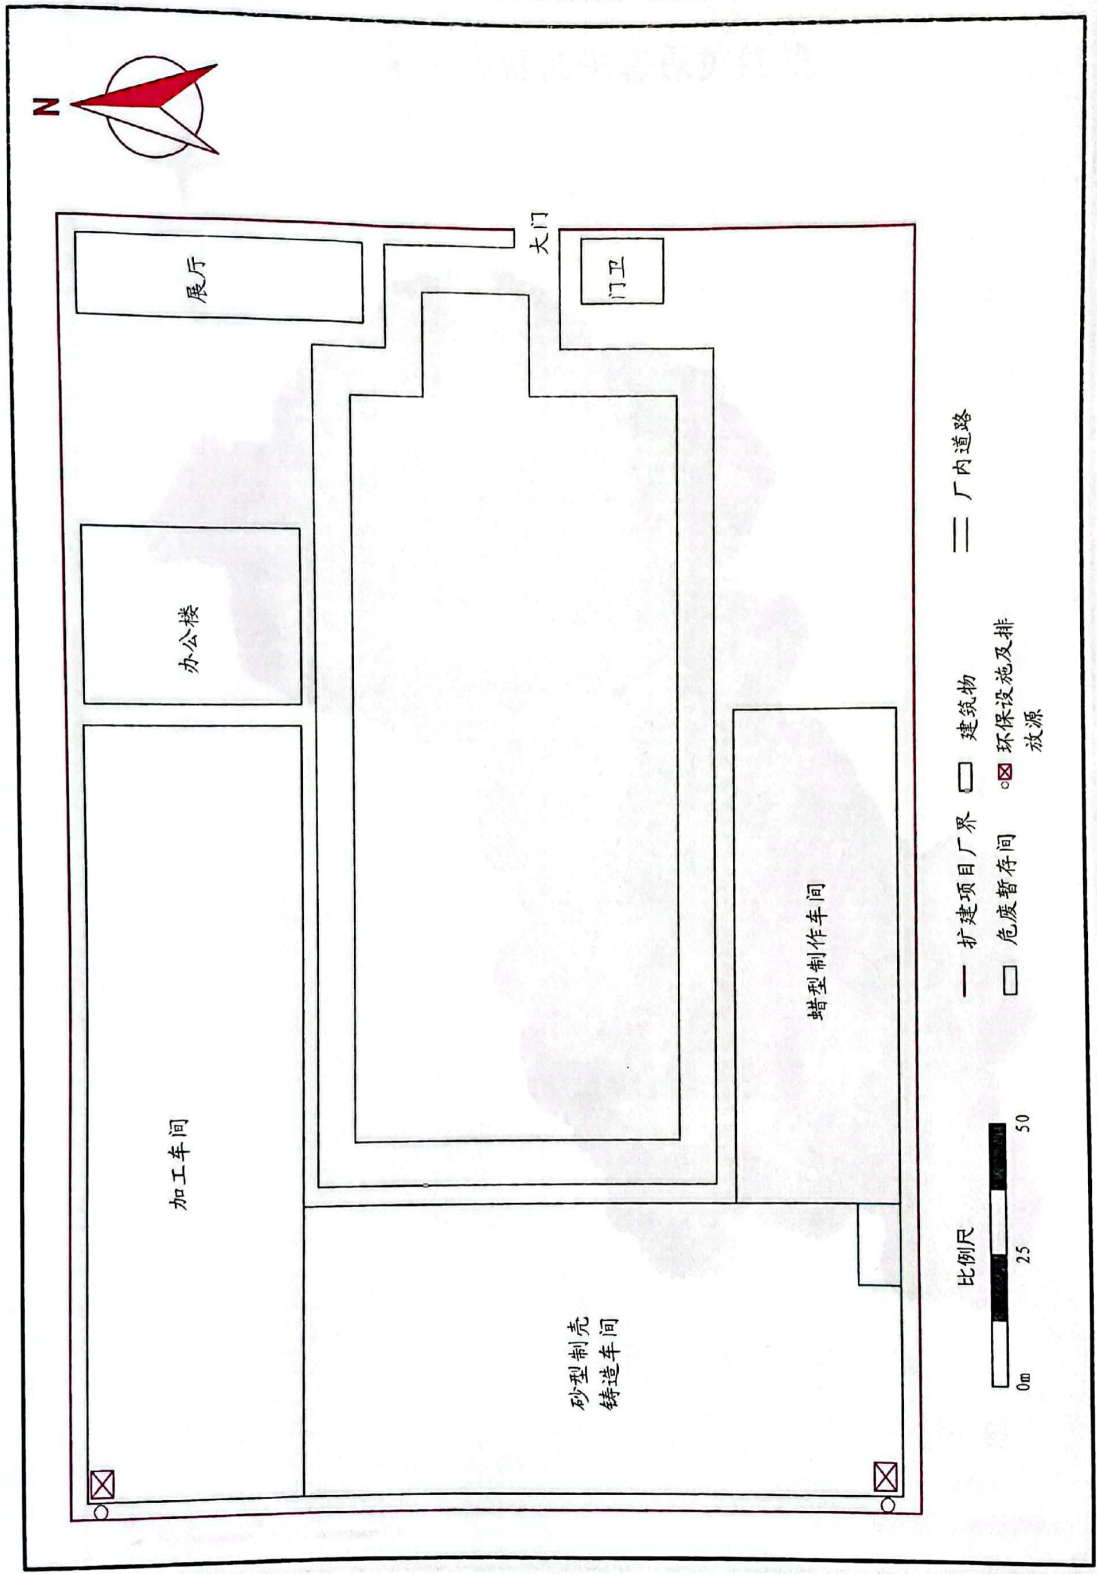 N
展厅
大门
门卫
办公楼
加工车间
蜡型制作车间
砂型制壳
铸造车间
比例尺
0m 25 50
扩建项目厂界
建筑物
厂内道路
危废暂存间
环保设施及排
放源